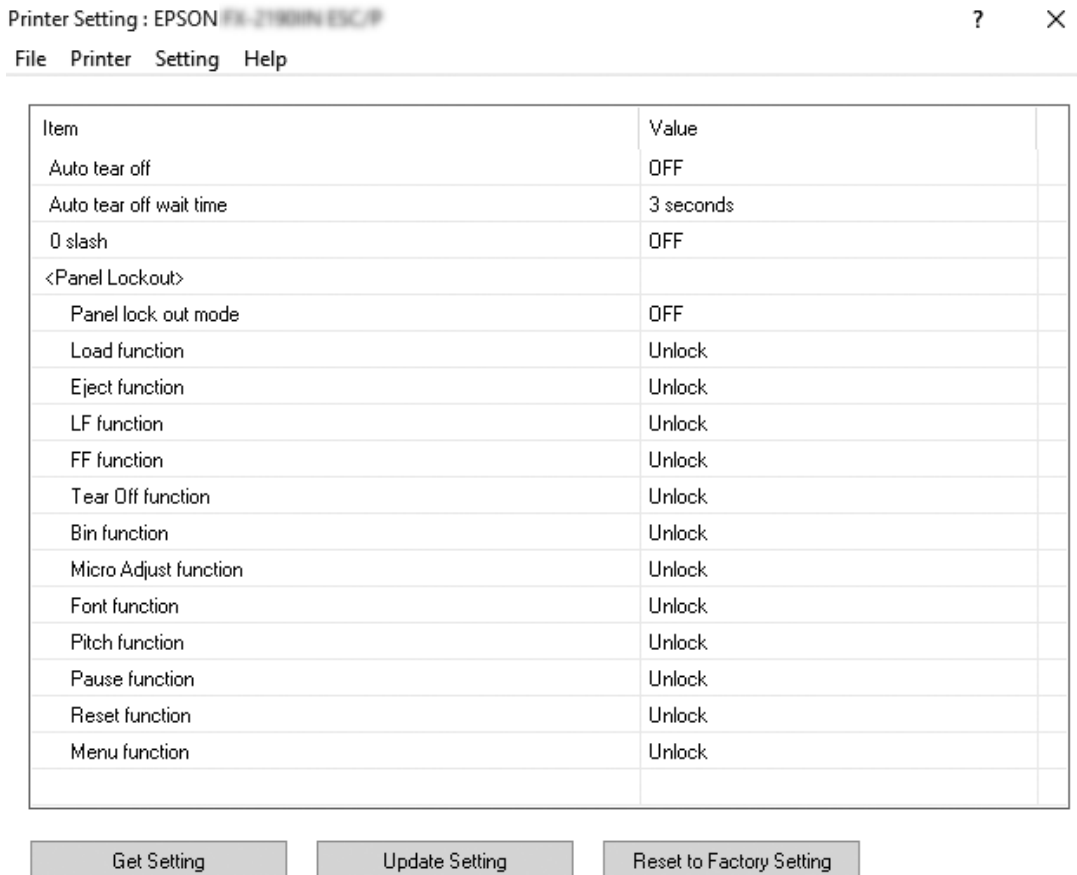 Printer Setting : EPSON
? ×
File Printer Setting Help
Item Value
Auto tear off OFF
Auto tear off wait time 3 seconds
0 slash OFF
<Panel Lockout>
Panel lock out mode OFF
Load function Unlock
Eject function Unlock
LF function Unlock
FF function Unlock
Tear Off function Unlock
Bin function Unlock
Micro Adjust function Unlock
Font function Unlock
Pitch function Unlock
Pause function Unlock
Reset function Unlock
Menu function Unlock
Get Setting Update Setting Reset to Factory Setting